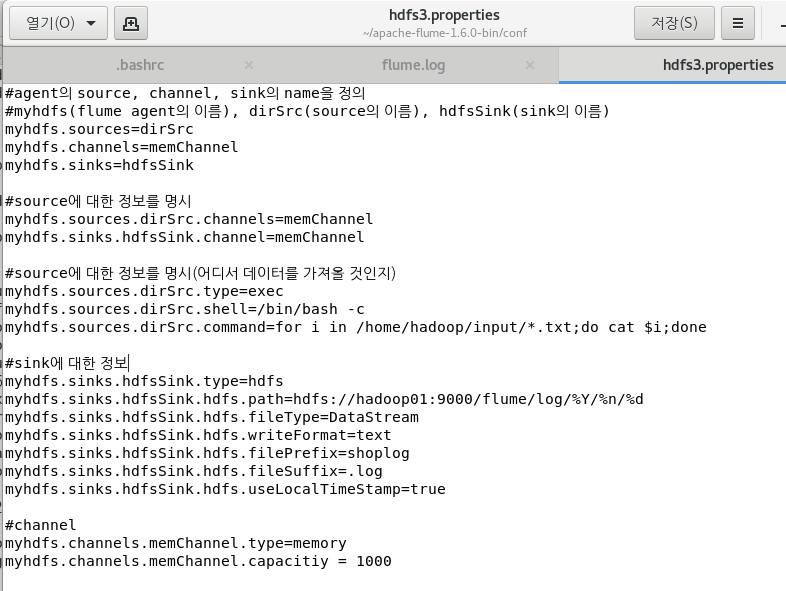 열기(O)
hdfs3.properties
~/apache-flume-1.6.0-bin/conf
저장(S)
.bashrc
flume.log
hdfs3.properties
#agent의 source, channel, sink의 name을 정의
#myhdfs(flume agent의 이름), dirSrc(source의 이름), hdfsSink(sink의 이름)
myhdfs.sources=dirSrc
myhdfs.channels=memChannel
myhdfs.sinks=hdfsSink
#source에 대한 정보를 명시
myhdfs.sources.dirSrc.channels=memChannel
myhdfs.sinks.hdfsSink.channel=memChannel
#source에 대한 정보를 명시(어디서 데이터를 가져올 것인지)
myhdfs.sources.dirSrc.type=exec
myhdfs.sources.dirSrc.shell=/bin/bash -c
myhdfs.sources.dirSrc.command=for i in /home/hadoop/input/*.txt;do cat $i;done
#sink에 대한 정보
myhdfs.sinks.hdfsSink.type=hdfs
myhdfs.sinks.hdfsSink.hdfs.path=hdfs://hadoop01:9000/flume/log/%Y/%n/%d
myhdfs.sinks.hdfsSink.hdfs.fileType=DataStream
myhdfs.sinks.hdfsSink.hdfs.writeFormat=text
myhdfs.sinks.hdfsSink.hdfs.filePrefix=shoplog
myhdfs.sinks.hdfsSink.hdfs.fileSuffix=.log
myhdfs.sinks.hdfsSink.hdfs.useLocalTimeStamp=true
#channel
myhdfs.channels.memChannel.type=memory
myhdfs.channels.memChannel.capacitiy = 1000